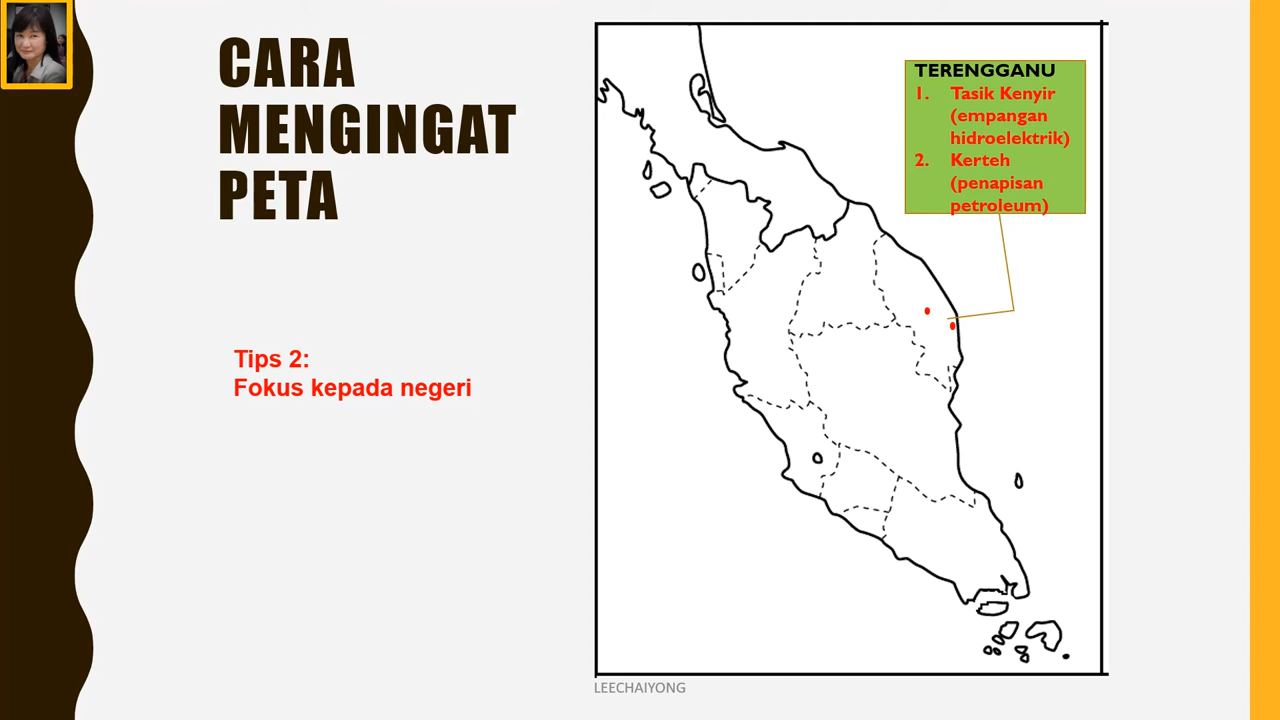 CARA
MENGINGAT
PETA
Tips 2:
Fokus kepada negeri
TERENGGANU
1. Tasik Kenyir
(empangan
hidroelektrik)
2. Kerteh
(penapisan
petroleum)
LEECHAIYONG